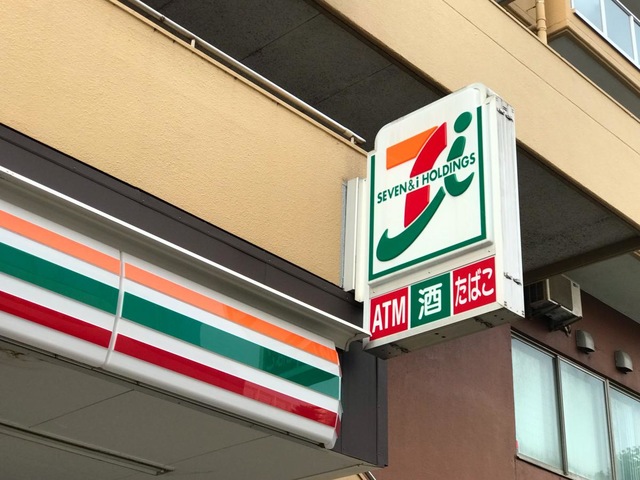 SEVEN & i HOLDINGS
ATM 酒 たばこ